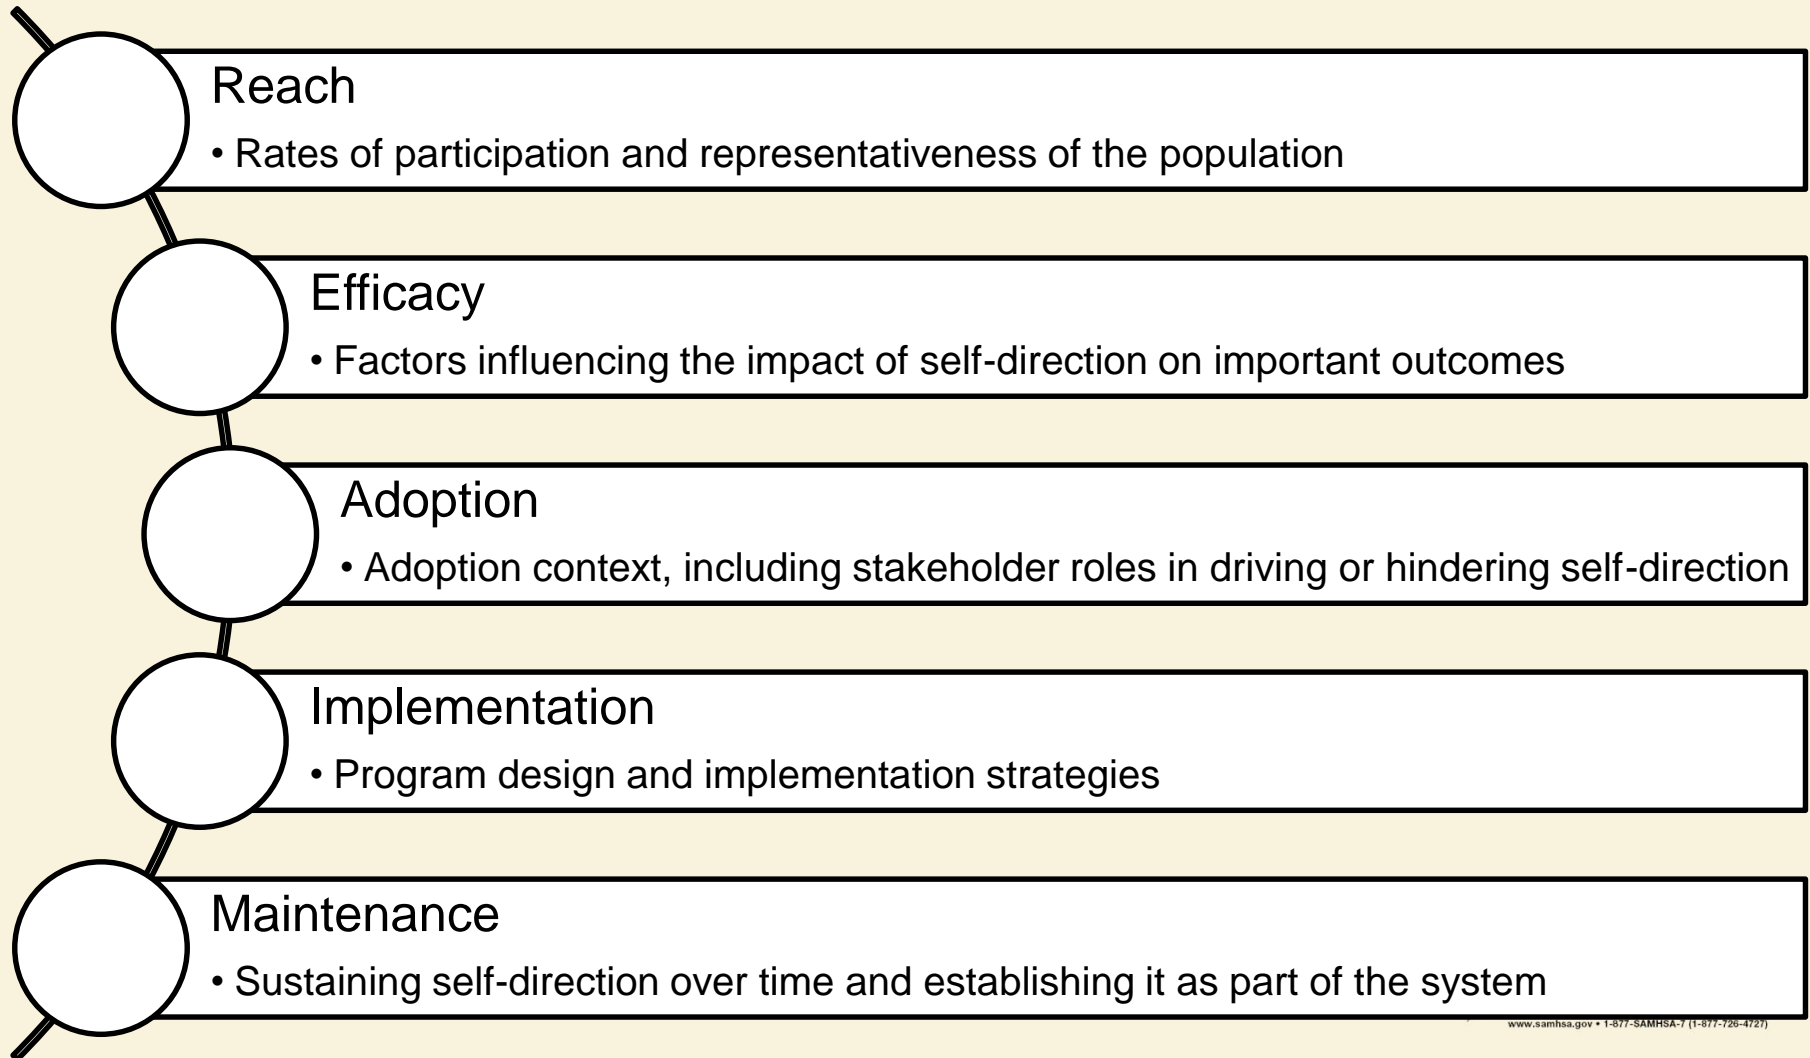 Reach
• Rates of participation and representativeness of the population
Efficacy
• Factors influencing the impact of self-direction on important outcomes
Adoption
• Adoption context, including stakeholder roles in driving or hindering self-direction
Implementation
• Program design and implementation strategies
Maintenance
• Sustaining self-direction over time and establishing it as part of the system
www.samhsa.gov • 1-877-SAMHSA-7 (1-877-726-4727)